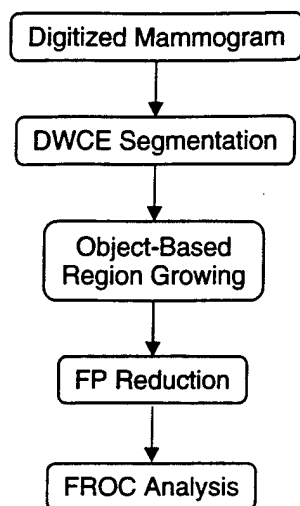 Digitized Mammogram
DWCE Segmentation
Object-Based
Region Growing
FP Reduction
FROC Analysis